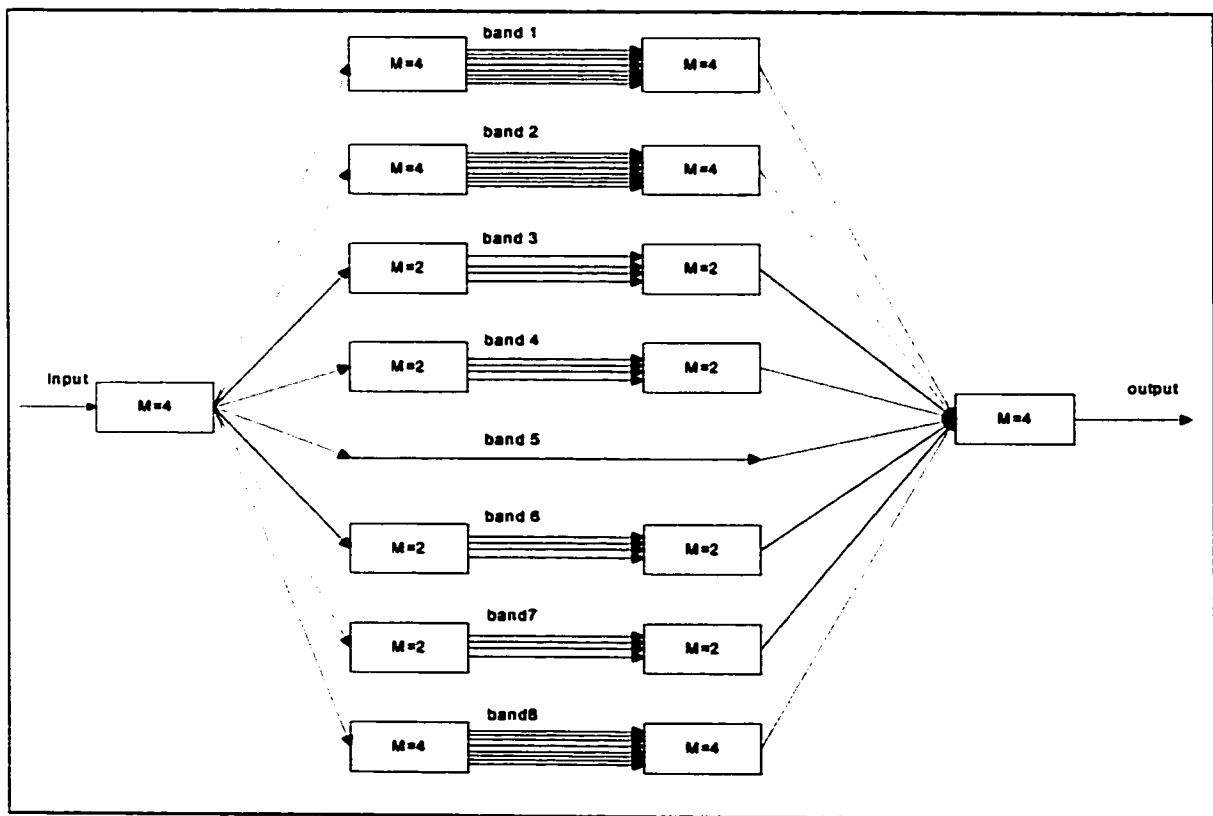 band 1
M=4 M=4
band 2
M=4 M=4
band 3
M=2 M=2
band 4
M=2 M=2
Input
M=4
output
M=4
band 5
band 6
M=2 M=2
band7
M=2 M=2
band8
M=4 M=4